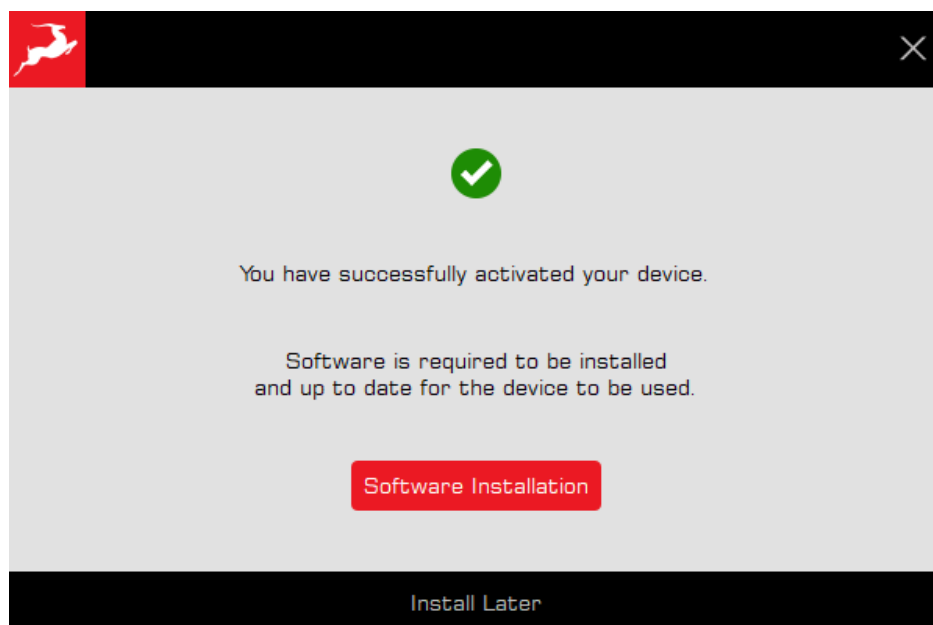 You have successfully activated your device.
Software is required to be installed
and up to date for the device to be used.
Software Installation
Install Later